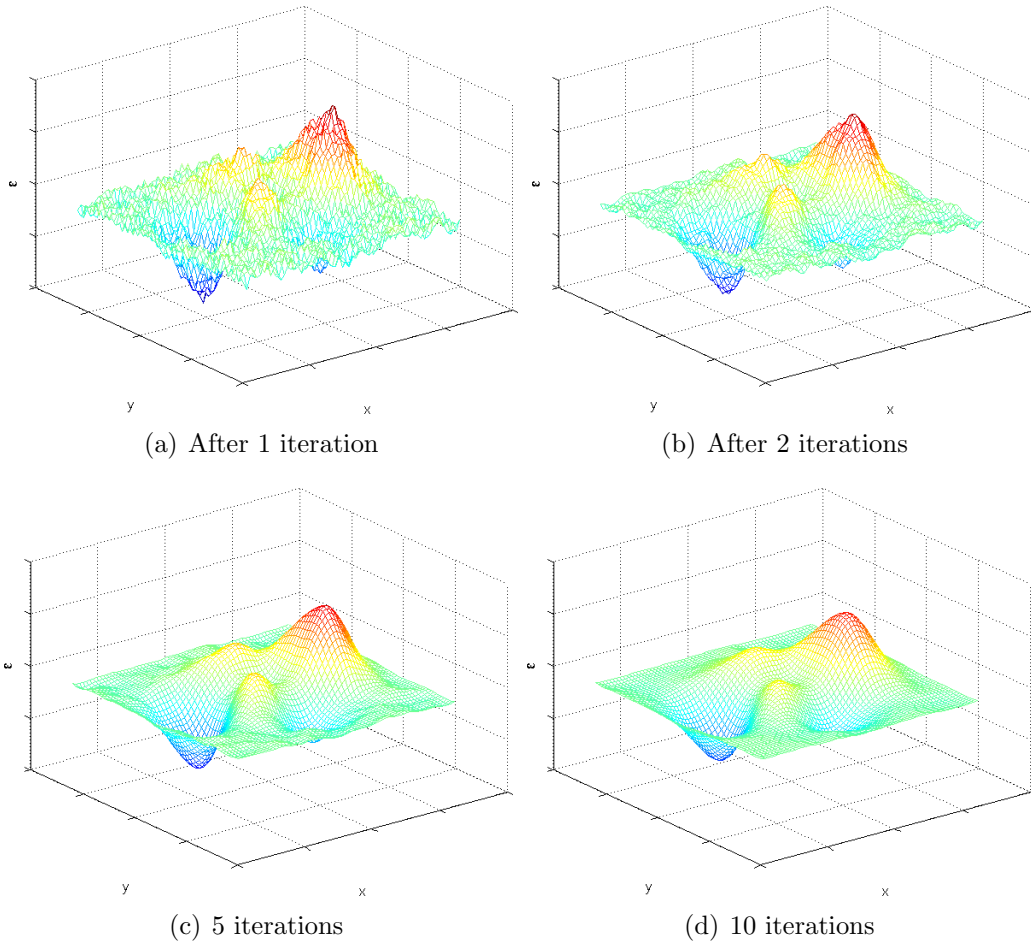 ε
y
x
(a) After 1 iteration
ε
y
x
(b) After 2 iterations
ε
y
x
(c) 5 iterations
ε
y
x
(d) 10 iterations